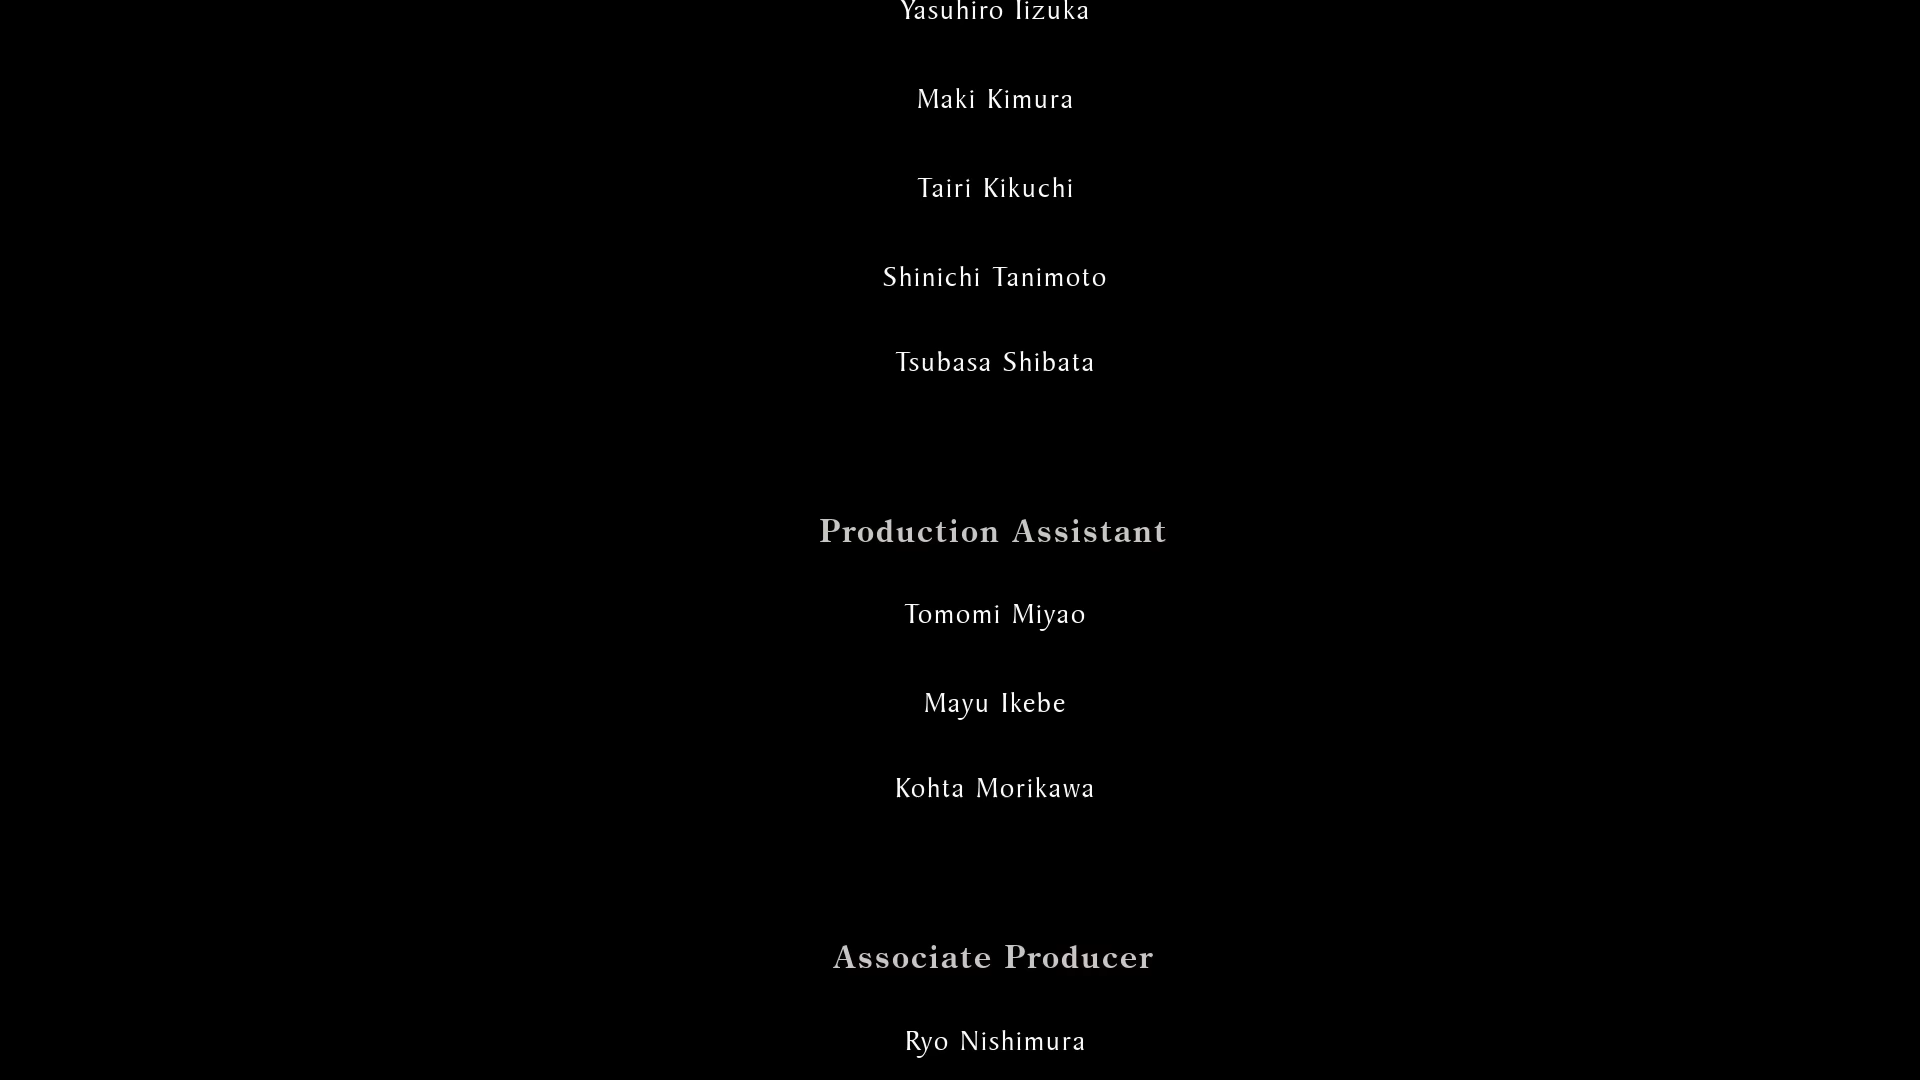 Yasuhiro Iizuka
Maki Kimura
Tairi Kikuchi
Shinichi Tanimoto
Tsubasa Shibata
Production Assistant
Tomomi Miyao
Mayu Ikebe
Kohta Morikawa
Associate Producer
Ryo Nishimura